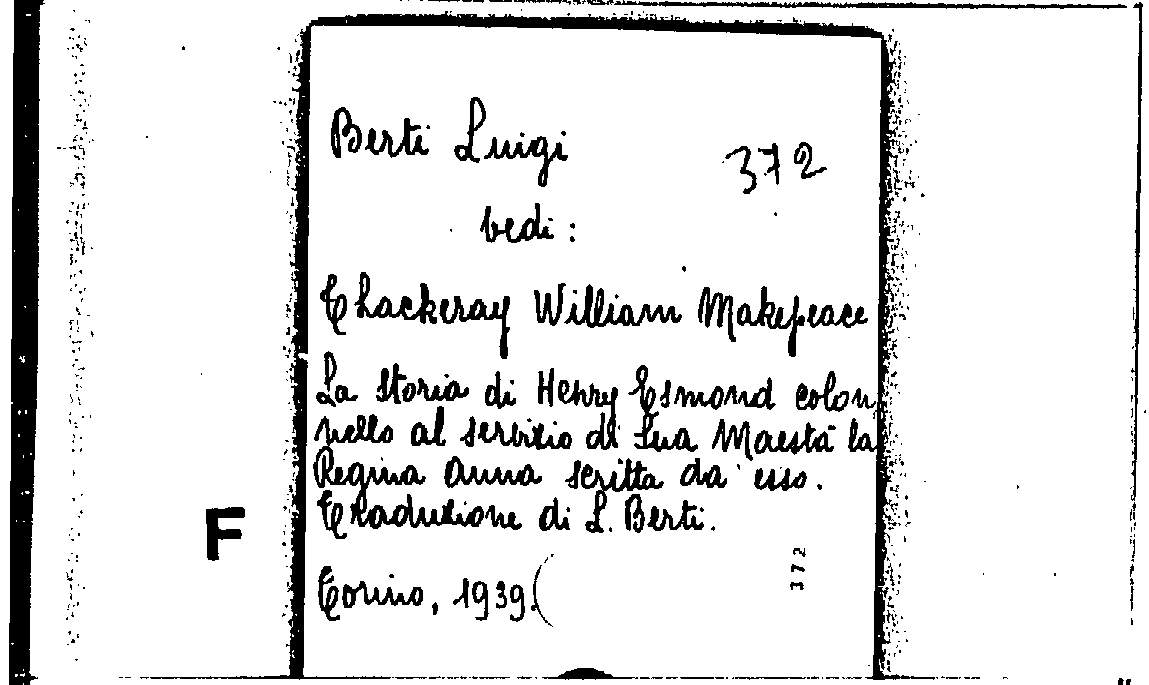 Berti Luigi
372
vedi:
Thackeray William Makepeace
La storia di Henry Esmond colon
nello al servizio di Sua Maestà la
Regina Anna scritta da esso.
Traduzione di L. Berti.
F
372
Torino, 1939.